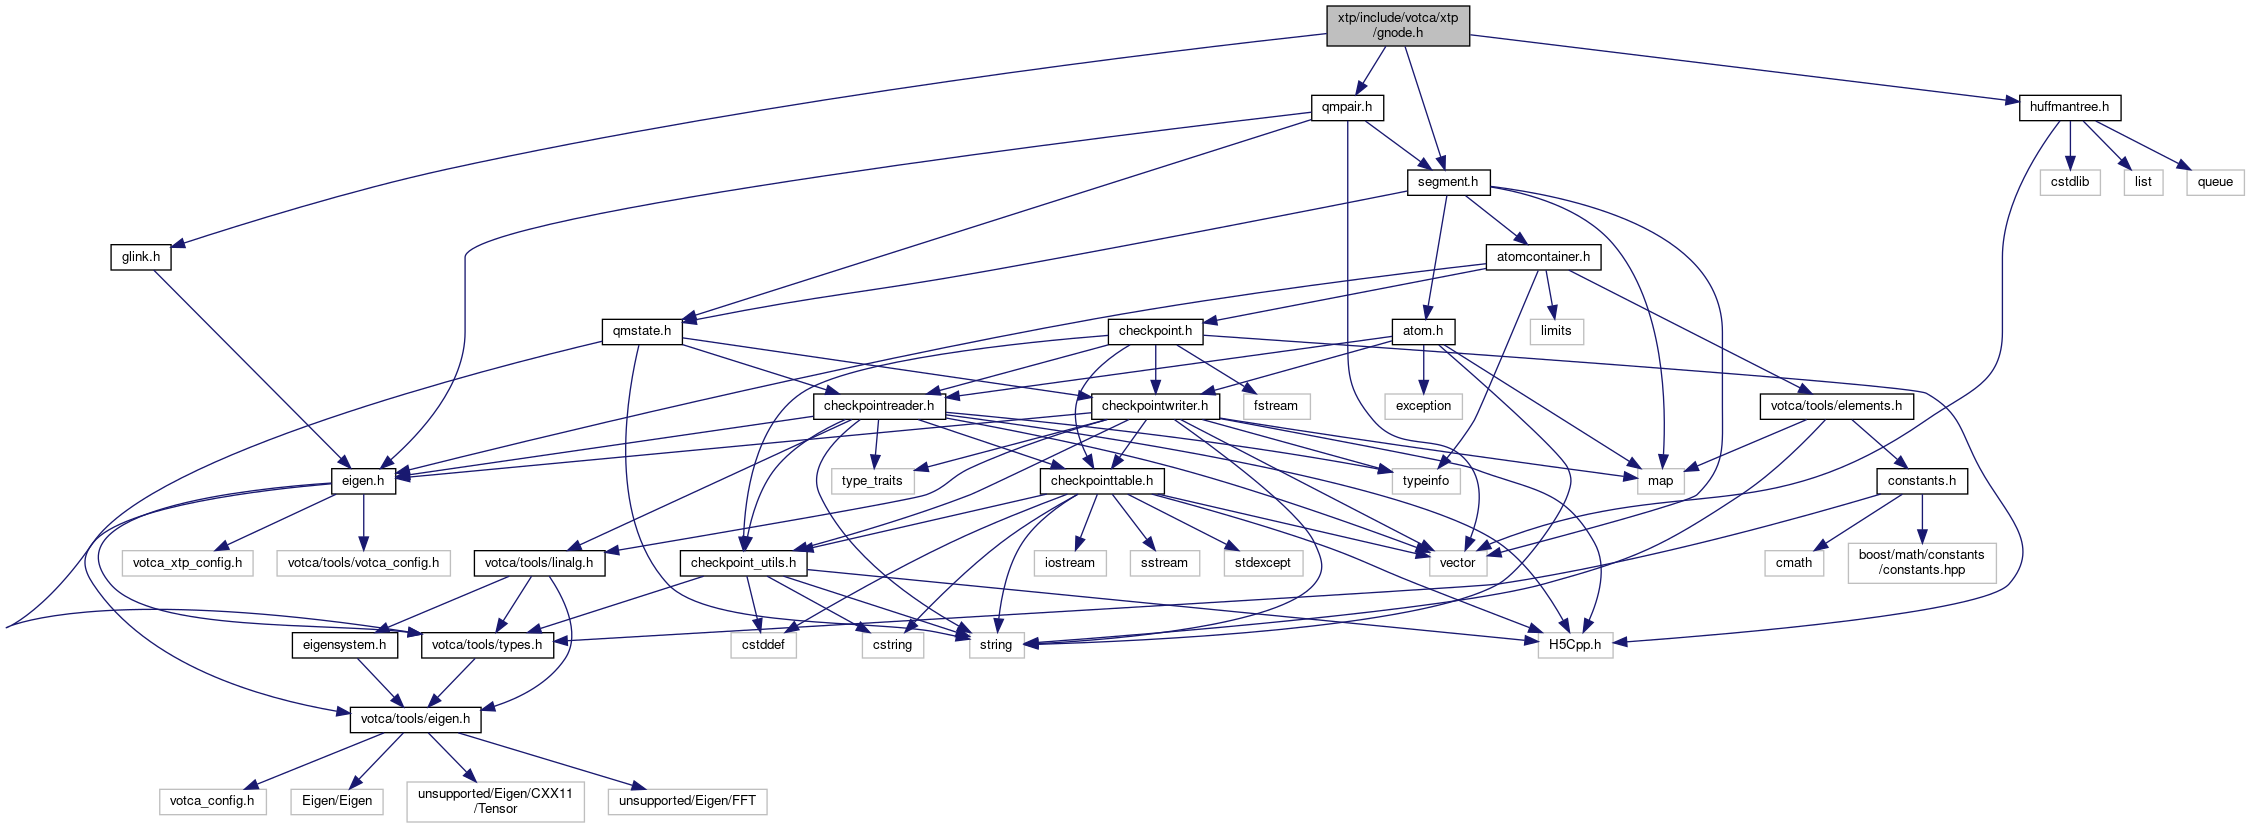 xtp/include/votca/xtp
/gnode.h
qmpair.h
huffmantree.h
segment.h
cstdlib
list
queue
glink.h
atomcontainer.h
qmstate.h
checkpoint.h
atom.h
limits
checkpointreader.h
checkpointwriter.h
fstream
exception
votca/tools/elements.h
eigen.h
type_traits
checkpointtable.h
typeinfo
map
constants.h
votca_xtp_config.h
votca/tools/votca_config.h
votca/tools/linalg.h
checkpoint_utils.h
iostream
sstream
stdexcept
vector
cmath
boost/math/constants
/constants.hpp
eigensystem.h
votca/tools/types.h
cstddef
cstring
string
H5Cpp.h
votca/tools/eigen.h
votca_config.h
Eigen/Eigen
unsupported/Eigen/CXX11
/Tensor
unsupported/Eigen/FFT